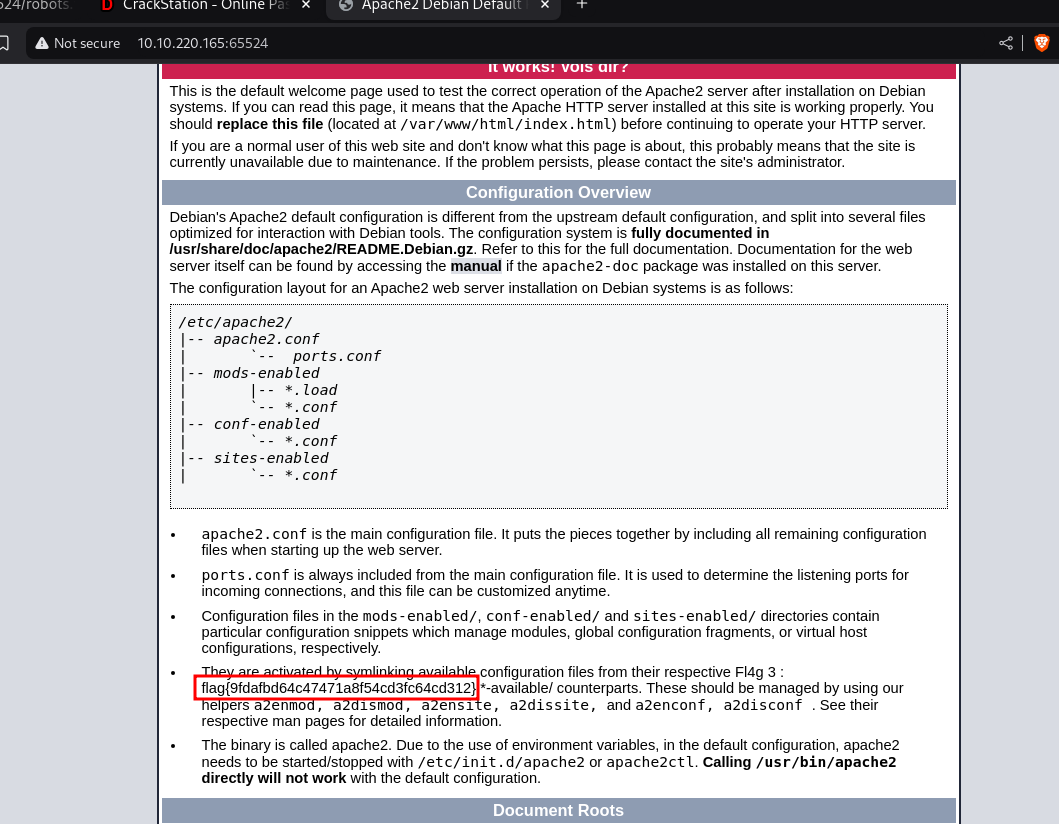 524/robots.
CrackStation - Online Pas
Apache2 Debian Default
Not secure 10.10.220.165:65524
It works! Vois dir?
This is the default welcome page used to test the correct operation of the Apache2 server after installation on Debian
systems. If you can read this page, it means that the Apache HTTP server installed at this site is working properly. You
should replace this file (located at /var/www/html/index.html) before continuing to operate your HTTP server.
If you are a normal user of this web site and don't know what this page is about, this probably means that the site is
currently unavailable due to maintenance. If the problem persists, please contact the site's administrator.
Configuration Overview
Debian's Apache2 default configuration is different from the upstream default configuration, and split into several files
optimized for interaction with Debian tools. The configuration system is fully documented in
/usr/share/doc/apache2/README.Debian.gz. Refer to this for the full documentation. Documentation for the web
server itself can be found by accessing the manual if the apache2-doc package was installed on this server.
The configuration layout for an Apache2 web server installation on Debian systems is as follows:
/etc/apache2/
|-- apache2.conf
|       `--  ports.conf
|-- mods-enabled
|       |-- *.load
|       `-- *.conf
|-- conf-enabled
|       `-- *.conf
|-- sites-enabled
|       `-- *.conf
• apache2.conf is the main configuration file. It puts the pieces together by including all remaining configuration
files when starting up the web server.
• ports.conf is always included from the main configuration file. It is used to determine the listening ports for
incoming connections, and this file can be customized anytime.
• Configuration files in the mods-enabled/, conf-enabled/ and sites-enabled/ directories contain
particular configuration snippets which manage modules, global configuration fragments, or virtual host
configurations, respectively.
• They are activated by symlinking available configuration files from their respective Fl4g 3 :
flag{9fdafbd64c47471a8f54cd3fc64cd312} *-available/ counterparts. These should be managed by using our
helpers a2enmod, a2dismod, a2ensite, a2dissite, and a2enconf, a2disconf . See their
respective man pages for detailed information.
• The binary is called apache2. Due to the use of environment variables, in the default configuration, apache2
needs to be started/stopped with /etc/init.d/apache2 or apache2ctl. Calling /usr/bin/apache2
directly will not work with the default configuration.
Document Roots